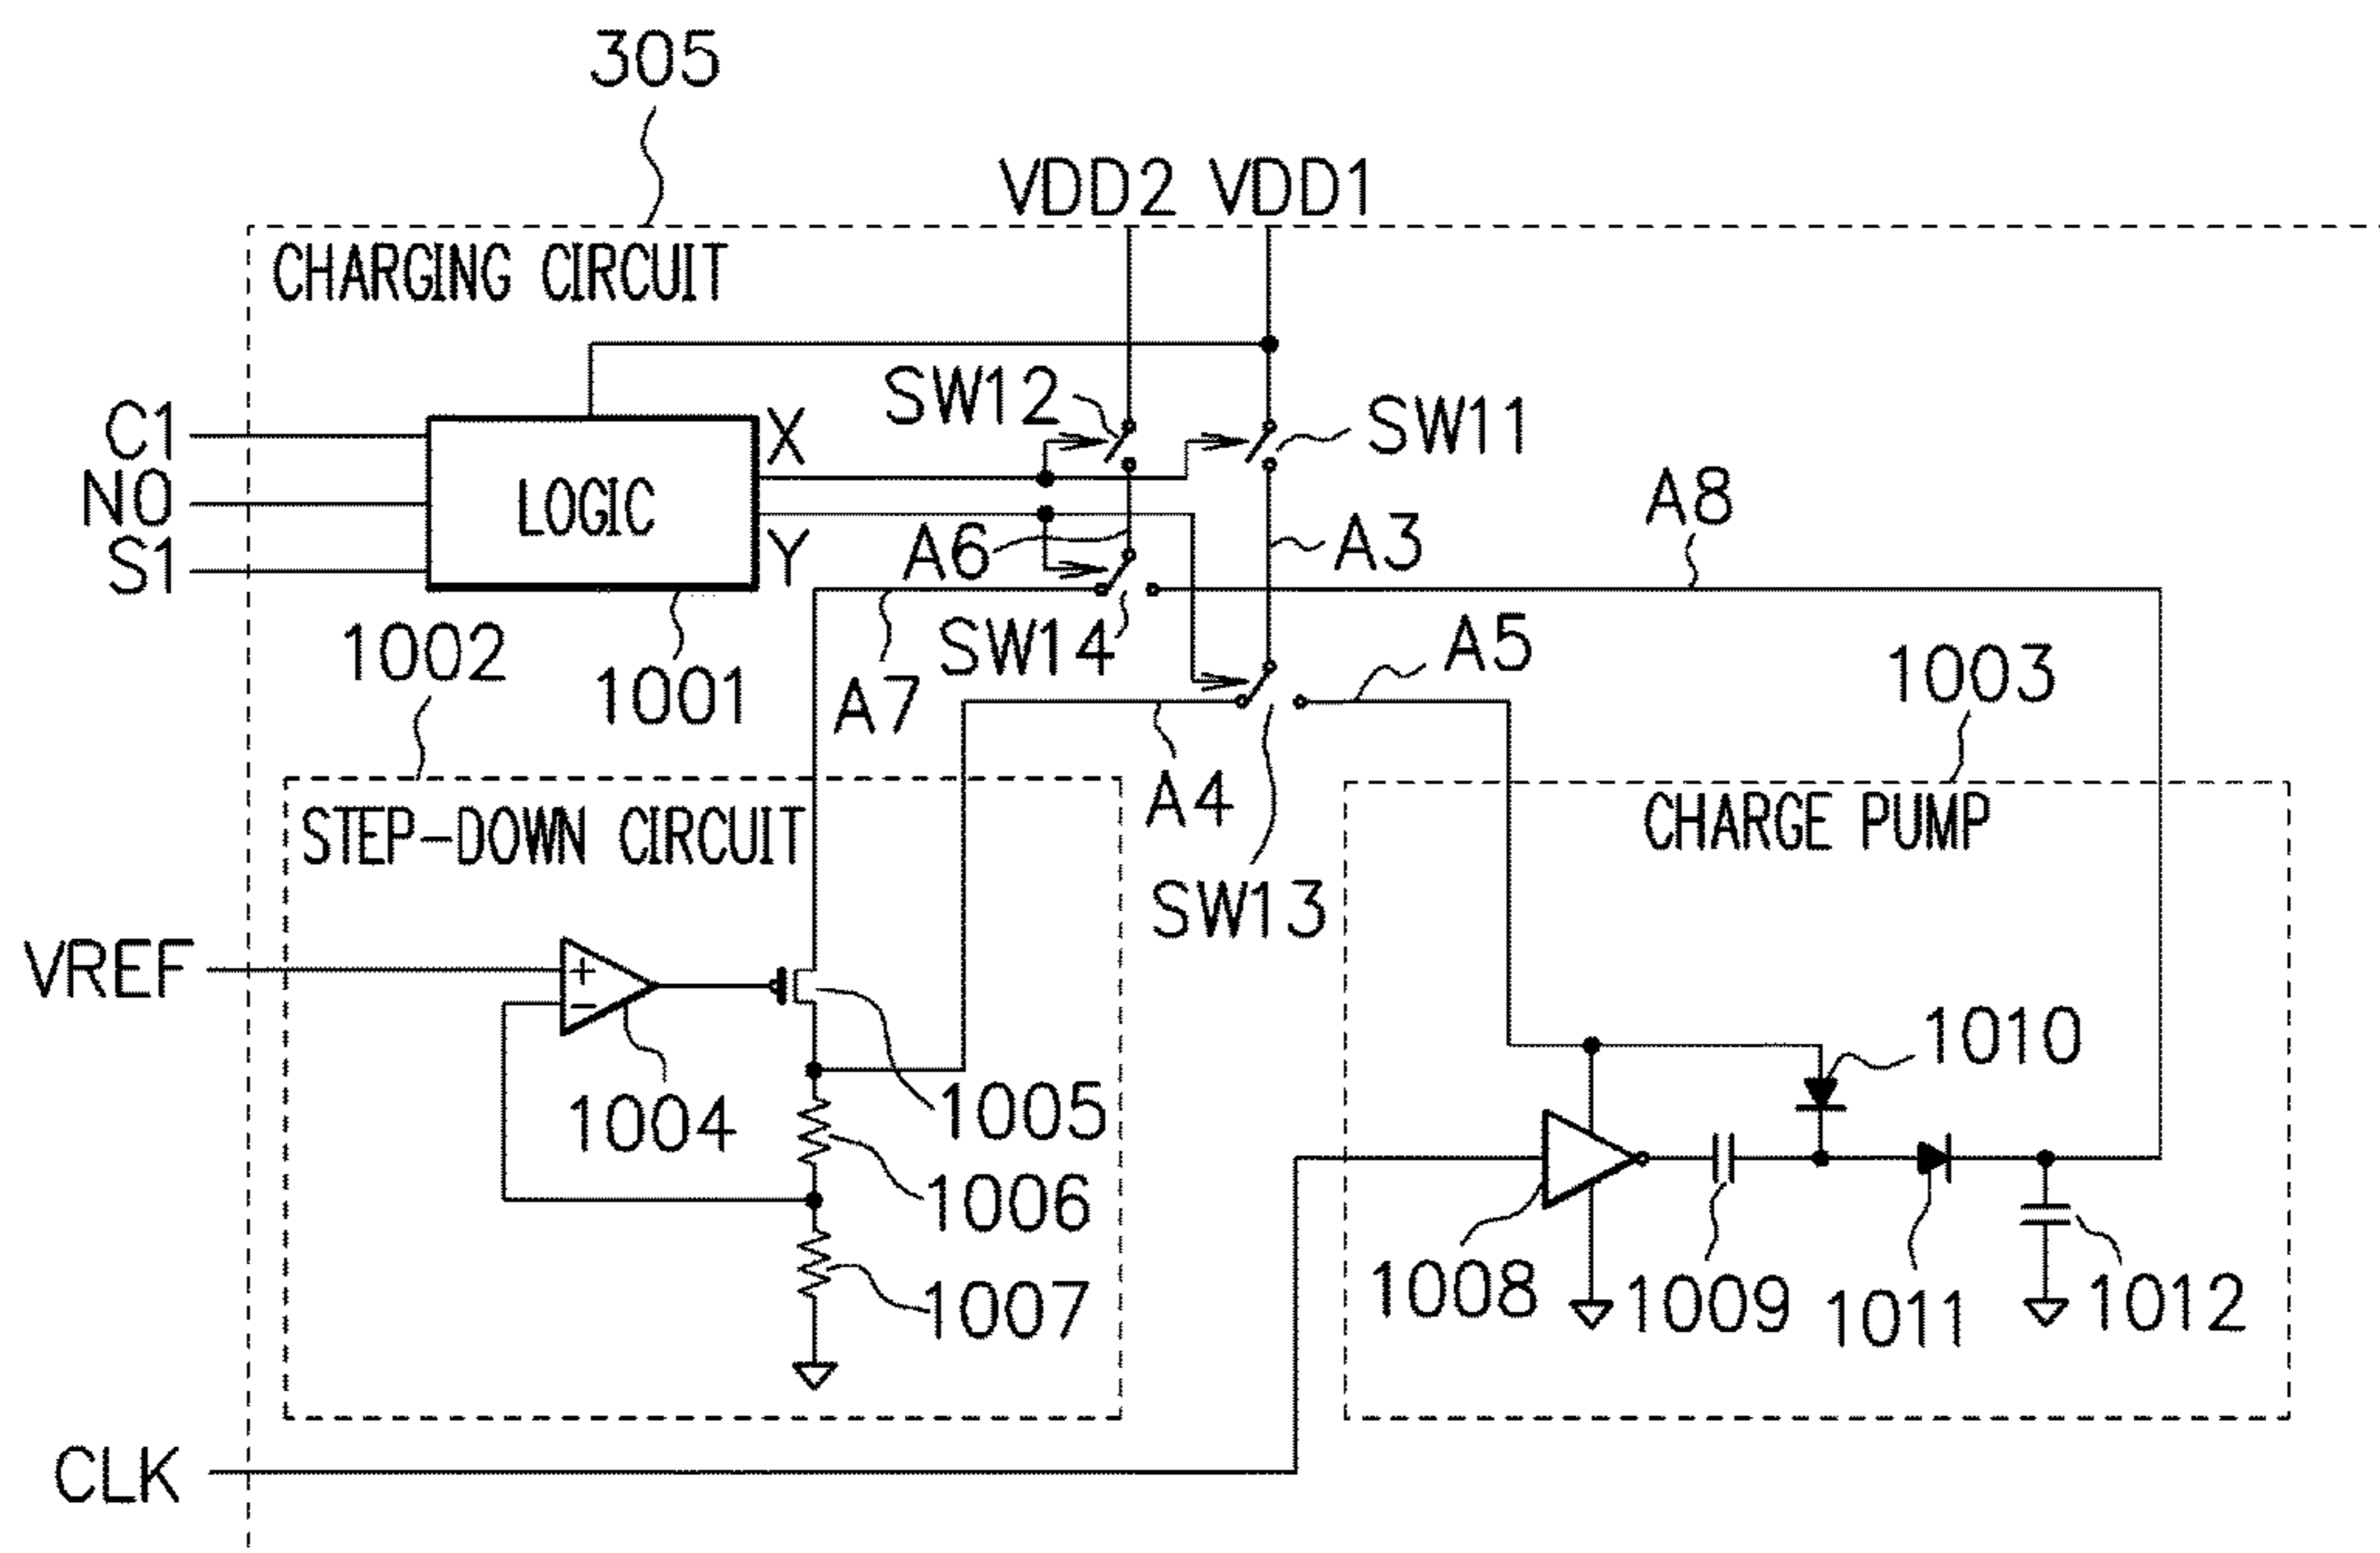 305
VDD2 VDD1
CHARGING CIRCUIT
SW12
SW11
C1
X
N0
LOGIC
A8
S1
Y
A6
A3
1002
1001
SW14
A7
A5
1003
A4
STEP-DOWN CIRCUIT
CHARGE PUMP
SW13
VREF
+
-
1010
1004
1005
1006
1007
1008
1009
1011
1012
CLK